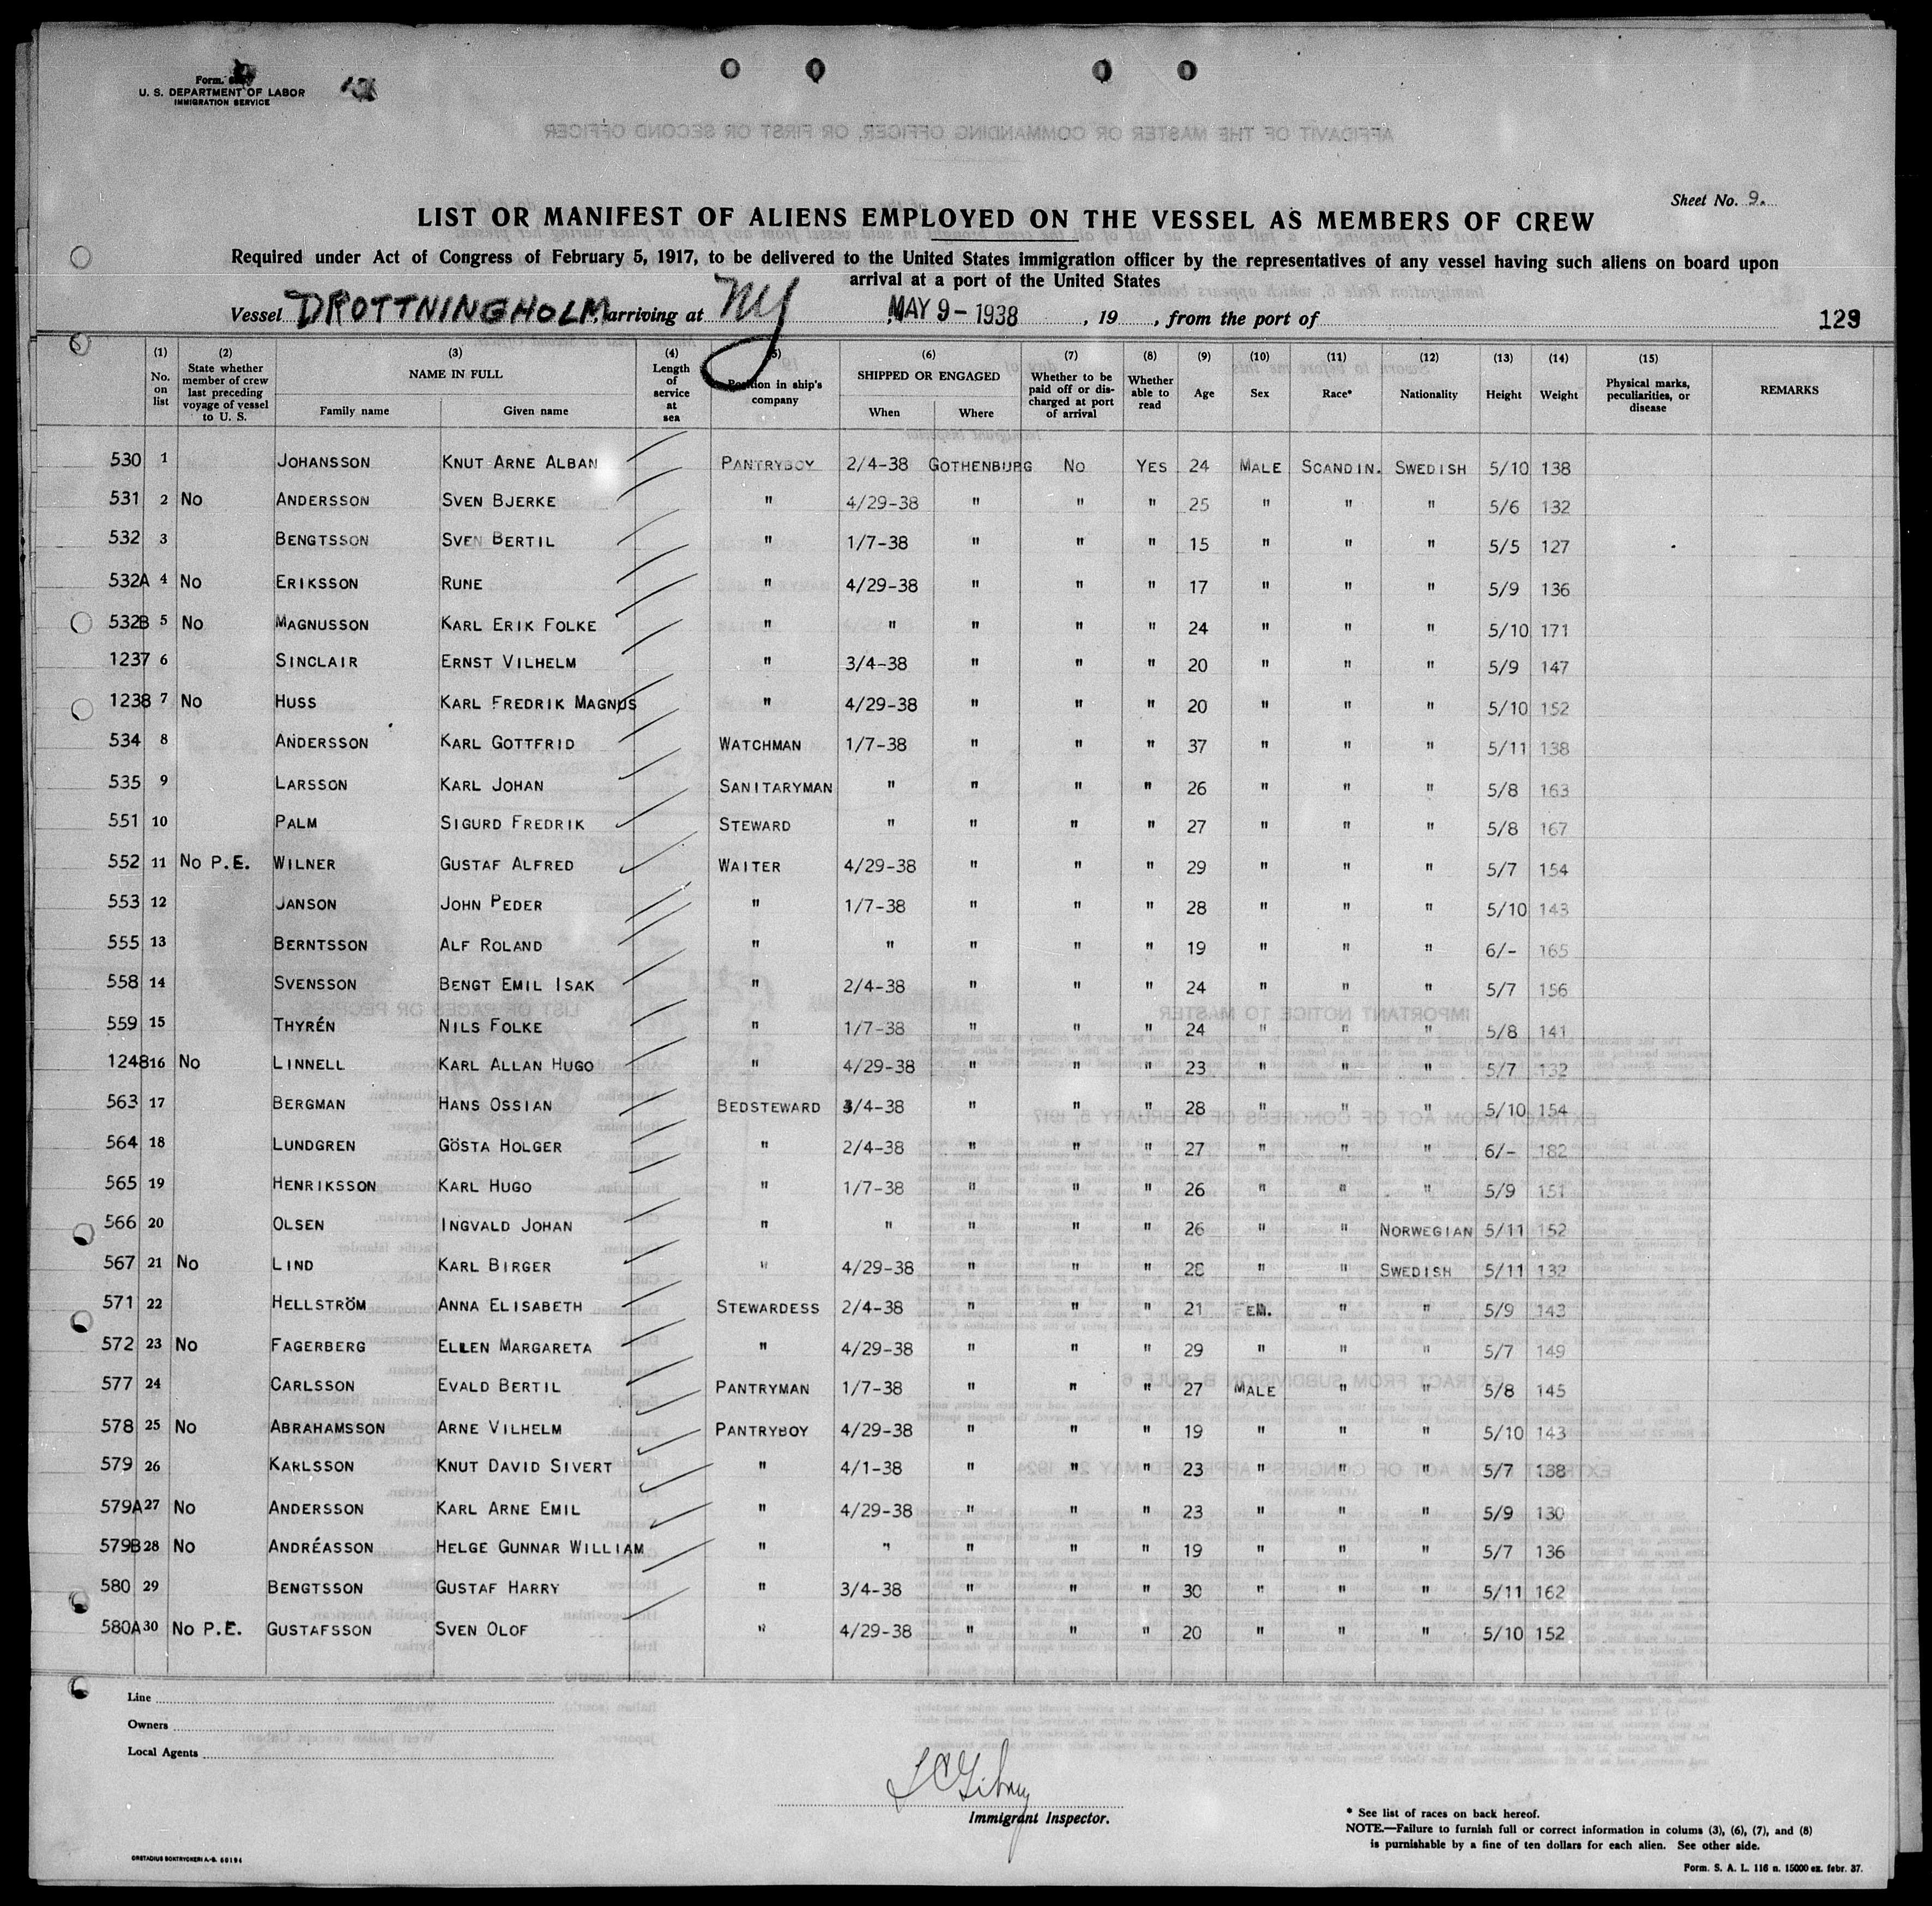 Form.
U. S. DEPARTMENT OF LABOR
IMMIGRATION SERVICE
Sheet No. 9.
LIST OR MANIFEST OF ALIENS EMPLOYED ON THE VESSEL AS MEMBERS OF CREW
Required under Act of Congress of February 5, 1917, to be delivered to the United States immigration officer by the representatives of any vessel having such aliens on board upon
arrival at a port of the United States
Vessel DROTTNINGHOLM, arriving at NY MAY 9 - 1938, 19 , from the port of
(1) No. on list (2) State whether member of crew last preceding voyage of vessel to U. S. (3) NAME IN FULL Family name Given name (4) Length of service at sea (5) Position in ship's company (6) SHIPPED OR ENGAGED When Where (7) Whether to be paid off or discharged at port of arrival (8) Whether able to read (9) Age (10) Sex (11) Race* (12) Nationality (13) Height (14) Weight (15) Physical marks, peculiarities, or disease REMARKS
530 1 JOHANSSON KNUT ARNE ALBAN PANTRYBOY 2/4-38 GOTHENBURG NO YES 24 MALE SCANDIN. SWEDISH 5/10 138
531 2 NO ANDERSSON SVEN BJERKE " 4/29-38 " " " 25 " " " 5/6 132
532 3 BENGTSSON SVEN BERTIL " 1/7-38 " " " 15 " " " 5/5 127
532A 4 NO ERIKSSON RUNE " 4/29-38 " " " 17 " " " 5/9 136
532B 5 NO MAGNUSSON KARL ERIK FOLKE " " " " " 24 " " " 5/10 171
1237 6 SINCLAIR ERNST VILHELM " 3/4-38 " " " 20 " " " 5/9 147
1238 7 NO HUSS KARL FREDRIK MAGNUS " 4/29-38 " " " 20 " " " 5/10 152
534 8 ANDERSSON KARL GOTTFRID WATCHMAN 1/7-38 " " " 37 " " " 5/11 138
535 9 LARSSON KARL JOHAN SANITARYMAN " " " " 26 " " " 5/8 163
551 10 PALM SIGURD FREDRIK STEWARD " " " " 27 " " " 5/8 167
552 11 NO P.E. WILNER GUSTAF ALFRED WAITER 4/29-38 " " " 29 " " " 5/7 154
553 12 JANSON JOHN PEDER " 1/7-38 " " " 28 " " " 5/10 143
555 13 BERNTSSON ALF ROLAND " " " " " 19 " " " 6/- 165
558 14 SVENSSON BENGT EMIL ISAK " 2/4-38 " " " 24 " " " 5/7 156
559 15 THYRÉN NILS FOLKE " 1/7-38 " " " 24 " " " 5/8 141
1248 16 NO LINNELL KARL ALLAN HUGO " 4/29-38 " " " 23 " " " 5/7 132
563 17 BERGMAN HANS OSSIAN BEDSTEWARD 3/4-38 " " " 28 " " " 5/10 154
564 18 LUNDGREN GÖSTA HOLGER " 2/4-38 " " " 27 " " " 6/- 182
565 19 HENRIKSSON KARL HUGO " 1/7-38 " " " 26 " " " 5/9 151
566 20 OLSEN INGVALD JOHAN " " " " " 26 " " NORWEGIAN 5/11 152
567 21 NO LIND KARL BIRGER " 4/29-38 " " " 28 " " SWEDISH 5/11 132
571 22 HELLSTRÖM ANNA ELISABETH STEWARDESS 2/4-38 " " " 21 FEM. " " 5/9 143
572 23 NO FAGERBERG ELLEN MARGARETA " 4/29-38 " " " 29 " " " 5/7 149
577 24 CARLSSON EVALD BERTIL PANTRYMAN 1/7-38 " " " 27 MALE " " 5/8 145
578 25 NO ABRAHAMSSON ARNE VILHELM PANTRYBOY 4/29-38 " " " 19 " " " 5/10 143
579 26 KARLSSON KNUT DAVID SIVERT " 4/1-38 " " " 23 " " " 5/7 138
579A 27 NO ANDERSSON KARL ARNE EMIL " 4/29-38 " " " 23 " " " 5/9 130
579B 28 NO ANDRÉASSON HELGE GUNNAR WILLIAM " " " " " 19 " " " 5/7 136
580 29 BENGTSSON GUSTAF HARRY " 3/4-38 " " " 30 " " " 5/11 162
580A 30 NO P.E. GUSTAFSSON SVEN OLOF " 4/29-38 " " " 20 " " " 5/10 152
Line
Owners
Local Agents
Immigrant Inspector.
* See list of races on back hereof.
NOTE.—Failure to furnish full or correct information in colums (3), (6), (7), and (8)
is purnishable by a fine of ten dollars for each alien. See other side.
Form. S. A. L. 116 n. 15000 ex. febr. 37.